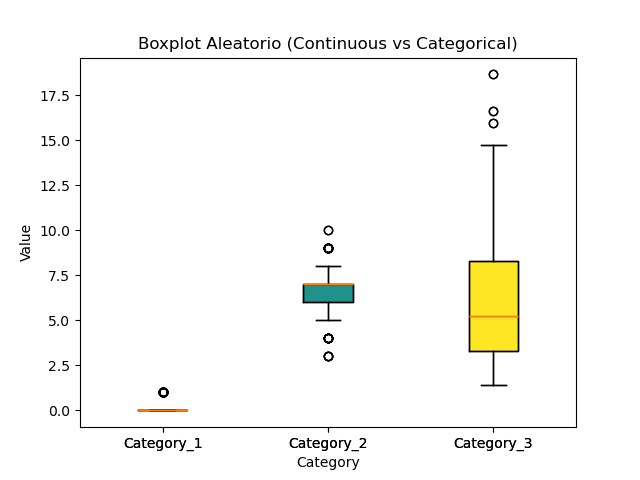 Boxplot Aleatorio (Continuous vs Categorical)
17.5
15.0
12.5
10.0
7.5
5.0
2.5
0.0
Value
Category_1 Category_2 Category_3
Category